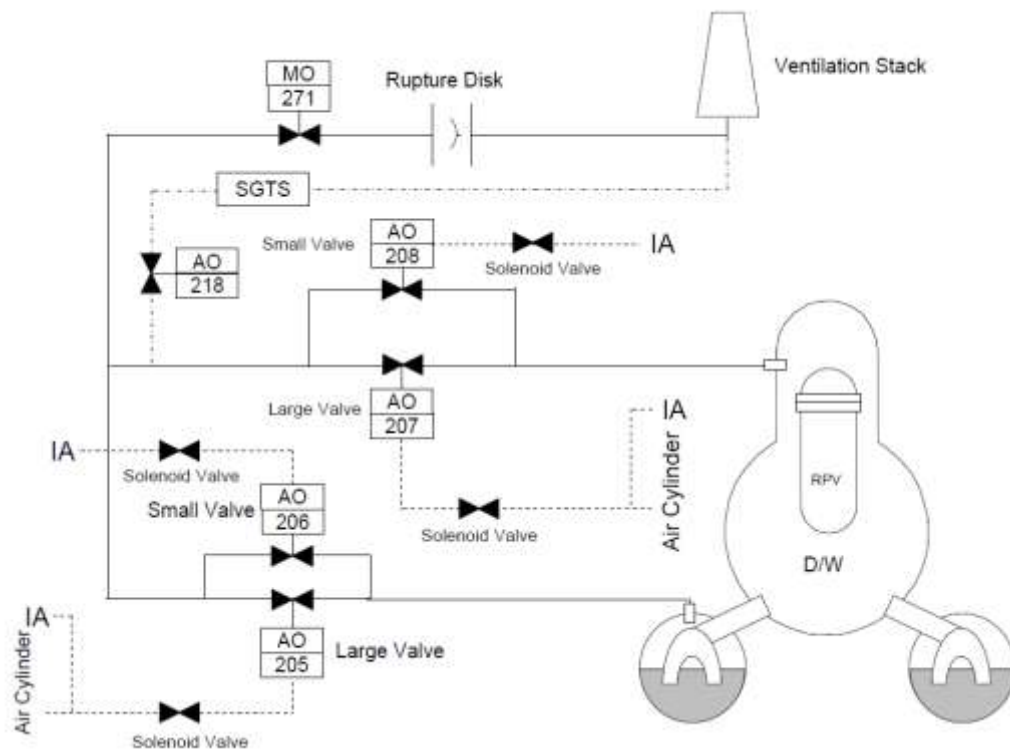 MO
271
Rupture Disk
Ventilation Stack
SGTS
Small Valve
AO
208
IA
Solenoid Valve
AO
218
Large Valve
AO
207
IA
Air Cylinder
Solenoid Valve
IA
Solenoid Valve
Small Valve
AO
206
RPV
D/W
IA
Air Cylinder
AO
205
Large Valve
Solenoid Valve